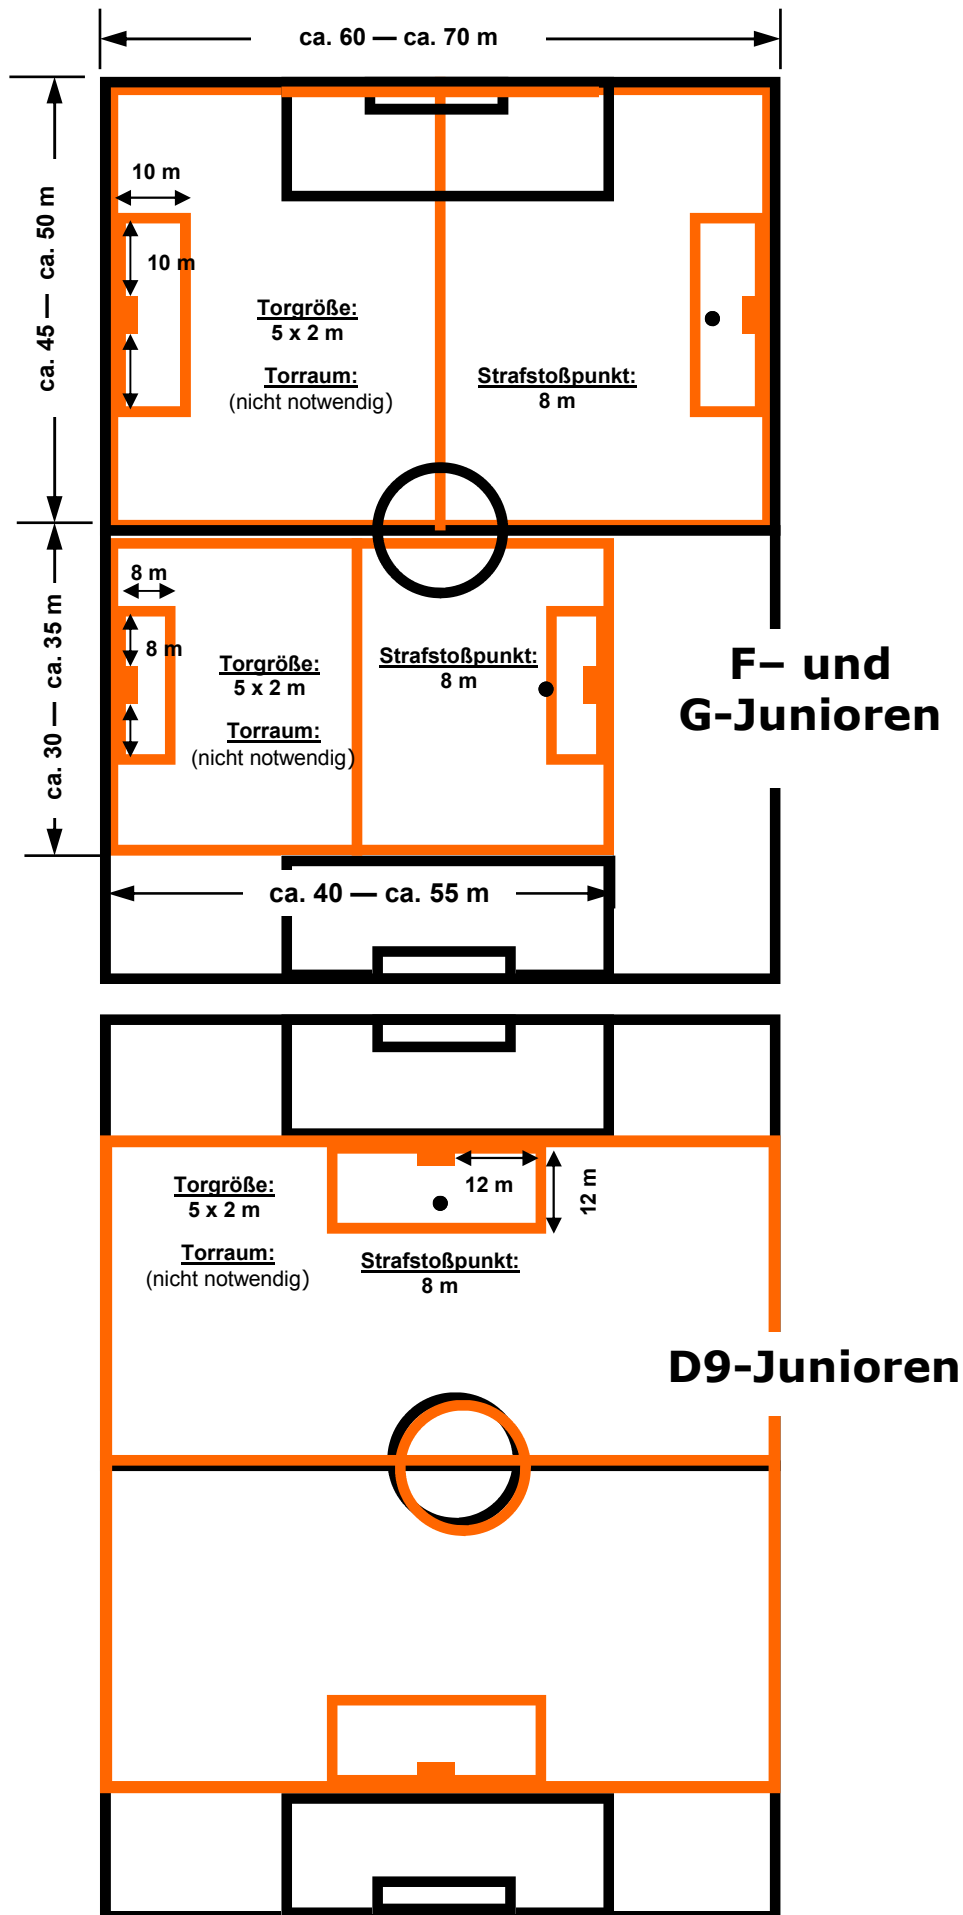 ca. 60 — ca. 70 m
ca. 45 — ca. 50 m
10 m
10 m
Torgröße:
5 x 2 m
Torraum:
(nicht notwendig)
Strafstoßpunkt:
8 m
ca. 30 — ca. 35 m
8 m
8 m
Torgröße:
5 x 2 m
Torraum:
(nicht notwendig)
Strafstoßpunkt:
8 m
F– und
G-Junioren
ca. 40 — ca. 55 m
12 m
12 m
Torgröße:
5 x 2 m
Torraum:
(nicht notwendig)
Strafstoßpunkt:
8 m
D9-Junioren